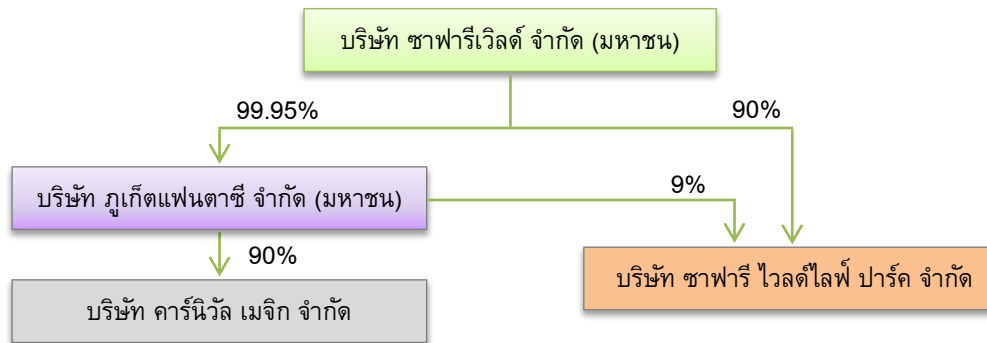 บริษัท ซาฟารีเวิลด์ จำกัด (มหาชน)
99.95%
90%
บริษัท ภูเก็ตแฟนตาซี จำกัด (มหาชน)
9%
90%
บริษัท ซาฟารี ไวลด์ไลฟ์ ปาร์ค จำกัด
บริษัท คาร์นิวัล เมจิก จำกัด